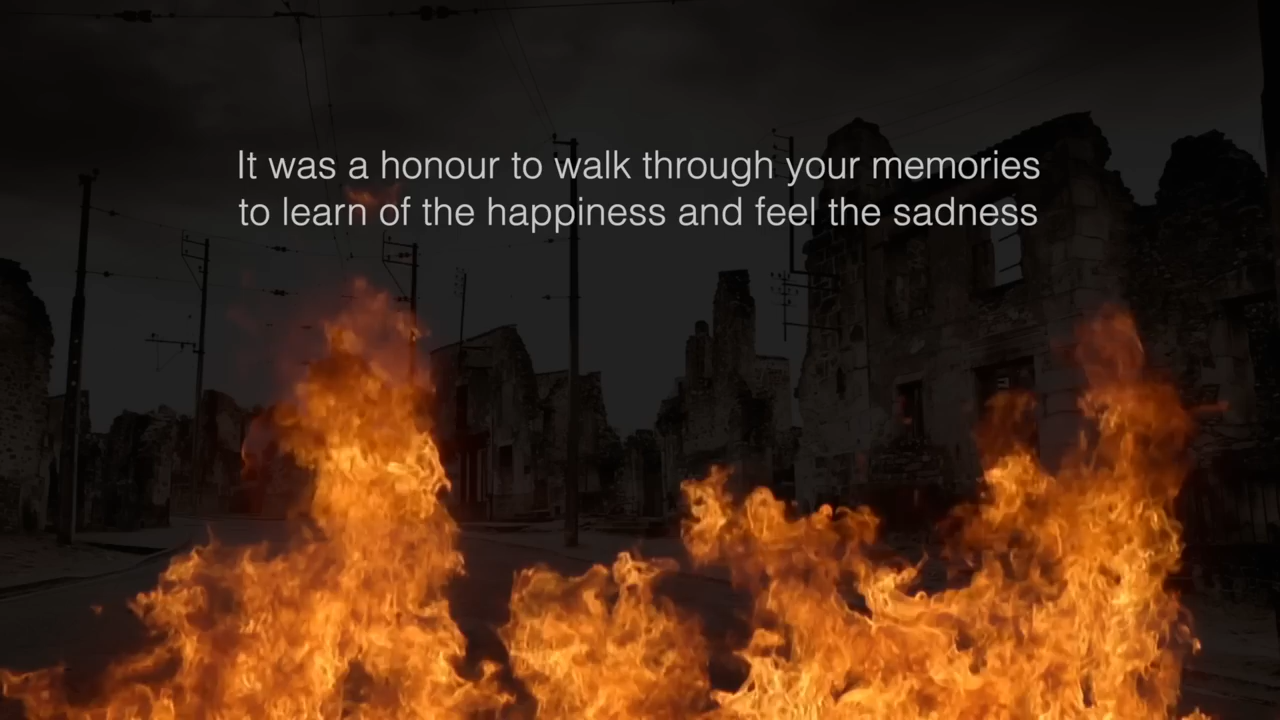 It was a honour to walk through your memories
to learn of the happiness and feel the sadness